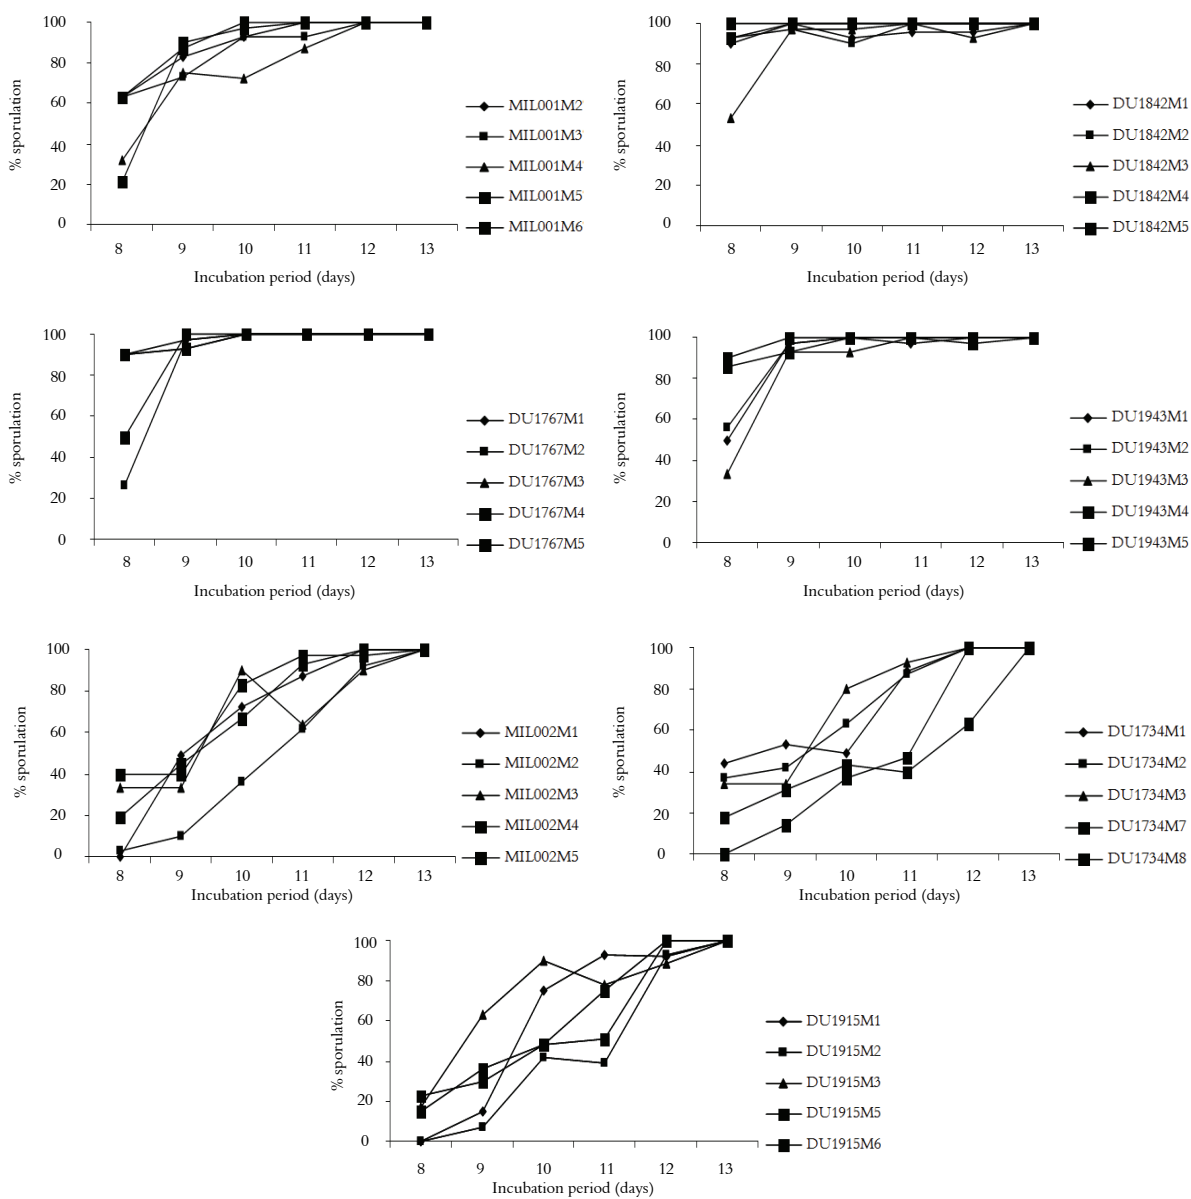 100
80
60
40
20
0
% sporulation
8 9 10 11 12 13
Incubation period (days)
MIL001M2
MIL001M3
MIL001M4
MIL001M5
MIL001M6
100
80
60
40
20
0
% sporulation
8 9 10 11 12 13
Incubation period (days)
DU1842M1
DU1842M2
DU1842M3
DU1842M4
DU1842M5
100
80
60
40
20
0
% sporulation
8 9 10 11 12 13
Incubation period (days)
DU1767M1
DU1767M2
DU1767M3
DU1767M4
DU1767M5
100
80
60
40
20
0
% sporulation
8 9 10 11 12 13
Incubation period (days)
DU1943M1
DU1943M2
DU1943M3
DU1943M4
DU1943M5
100
80
60
40
20
0
% sporulation
8 9 10 11 12 13
Incubation period (days)
MIL002M1
MIL002M2
MIL002M3
MIL002M4
MIL002M5
100
80
60
40
20
0
% sporulation
8 9 10 11 12 13
Incubation period (days)
DU1734M1
DU1734M2
DU1734M3
DU1734M7
DU1734M8
100
80
60
40
20
0
% sporulation
8 9 10 11 12 13
Incubation period (days)
DU1915M1
DU1915M2
DU1915M3
DU1915M5
DU1915M6